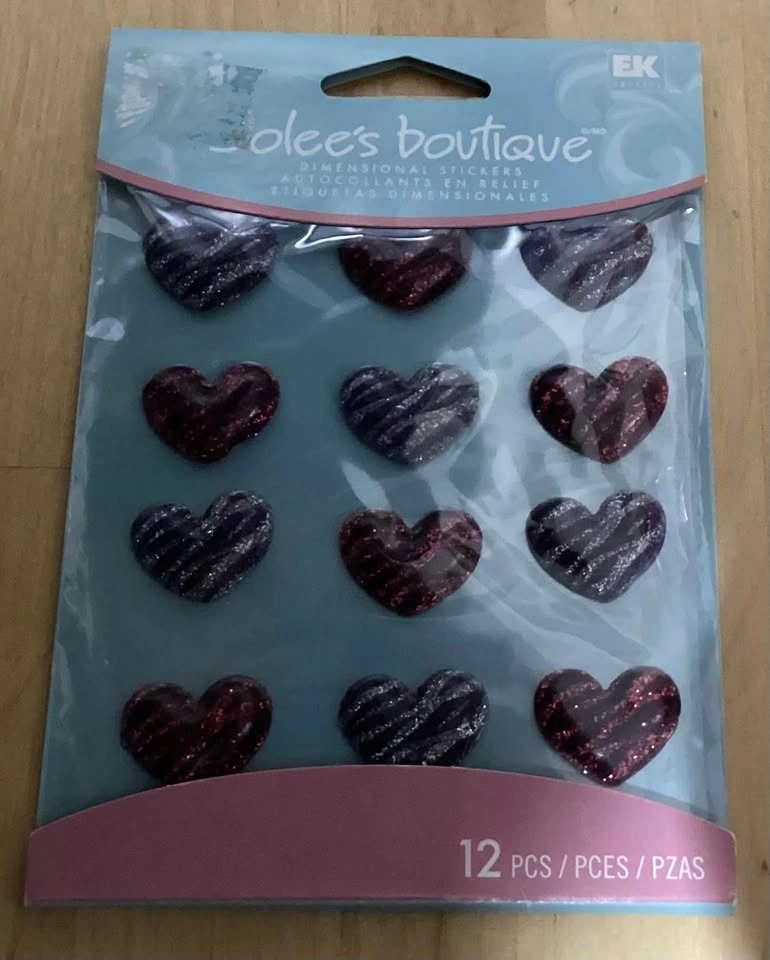 EK
olee's boutique
DIMENSIONAL STICKERS
AUTOCOLLANTS EN RELIEF
ETIQUETAS DIMENSIONALES
12 PCS / PCES / PZAS